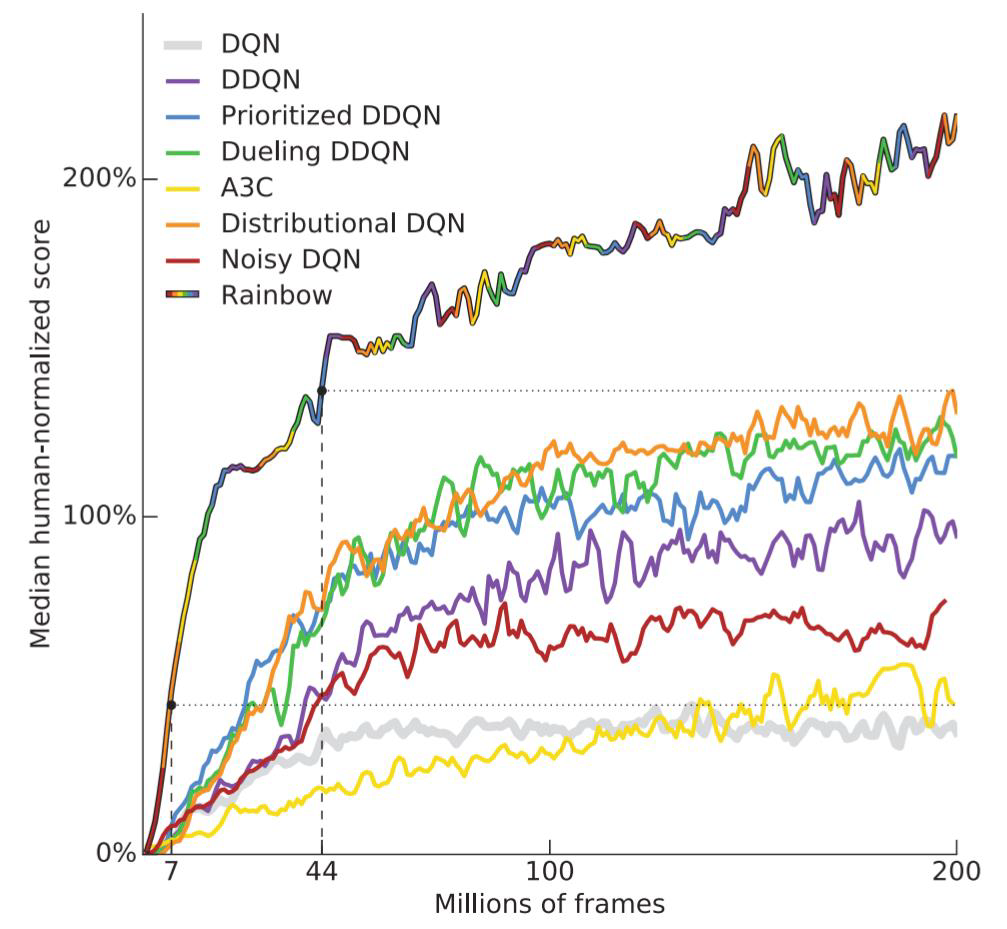 DQN
DDQN
Prioritized DDQN
Dueling DDQN
A3C
Distributional DQN
Noisy DQN
Rainbow
Median human-normalized score
200%
100%
0%
7
44
100
200
Millions of frames